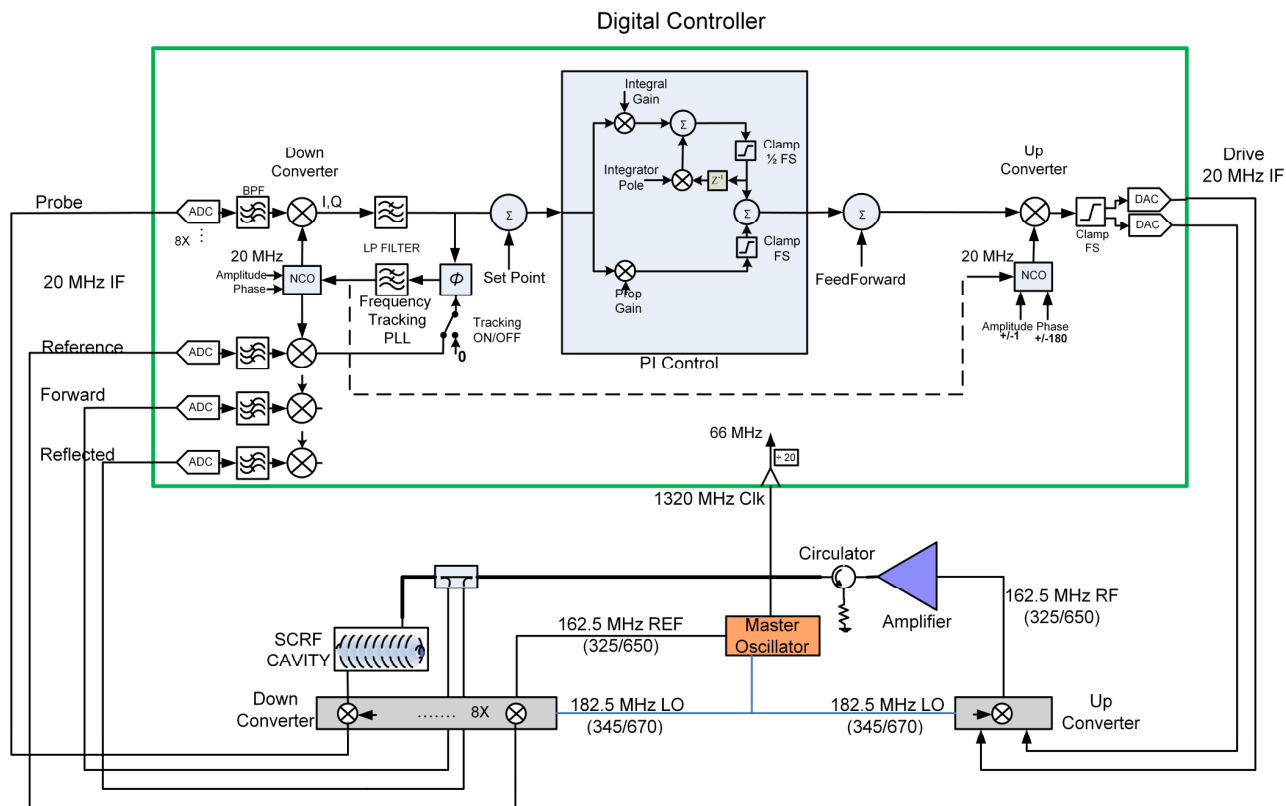 Digital Controller
Integral
Gain
Σ
Clamp
½ FS
Integrator
Pole
Z⁻¹
Σ
Clamp
FS
Prop
Gain
PI Control
Down
Converter
Up
Converter
Drive
20 MHz IF
Probe
ADC
BPF
I,Q
8X
LP FILTER
Σ
Set Point
Σ
FeedForward
Clamp
FS
DAC
DAC
20 MHz IF
20 MHz
Amplitude
Phase
NCO
Φ
Frequency
Tracking
PLL
Tracking
ON/OFF
0
20 MHz
NCO
Amplitude
+/-1
Phase
+/-180
Reference
ADC
Forward
ADC
Reflected
ADC
66 MHz
÷ 20
1320 MHz Clk
Circulator
Amplifier
162.5 MHz RF
(325/650)
162.5 MHz REF
(325/650)
Master
Oscillator
SCRF
CAVITY
Down
Converter
....... 8X
182.5 MHz LO
(345/670)
182.5 MHz LO
(345/670)
Up
Converter